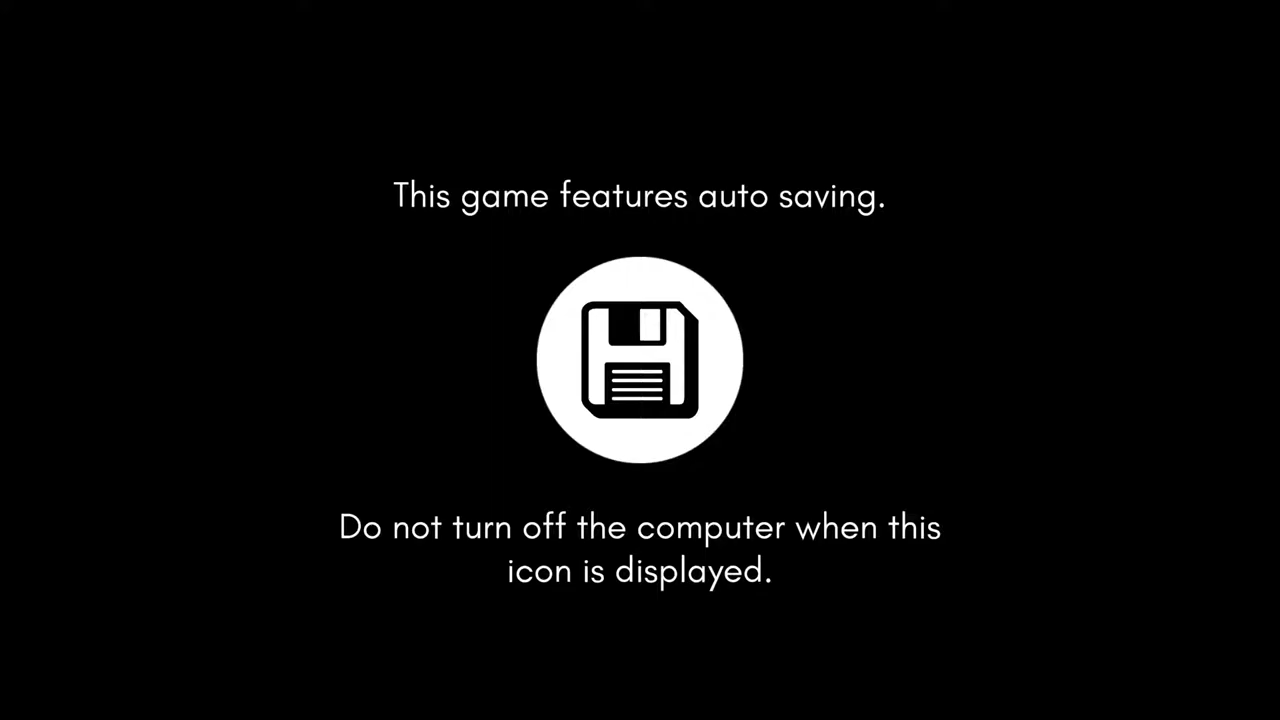 This game features auto saving.
Do not turn off the computer when this
icon is displayed.